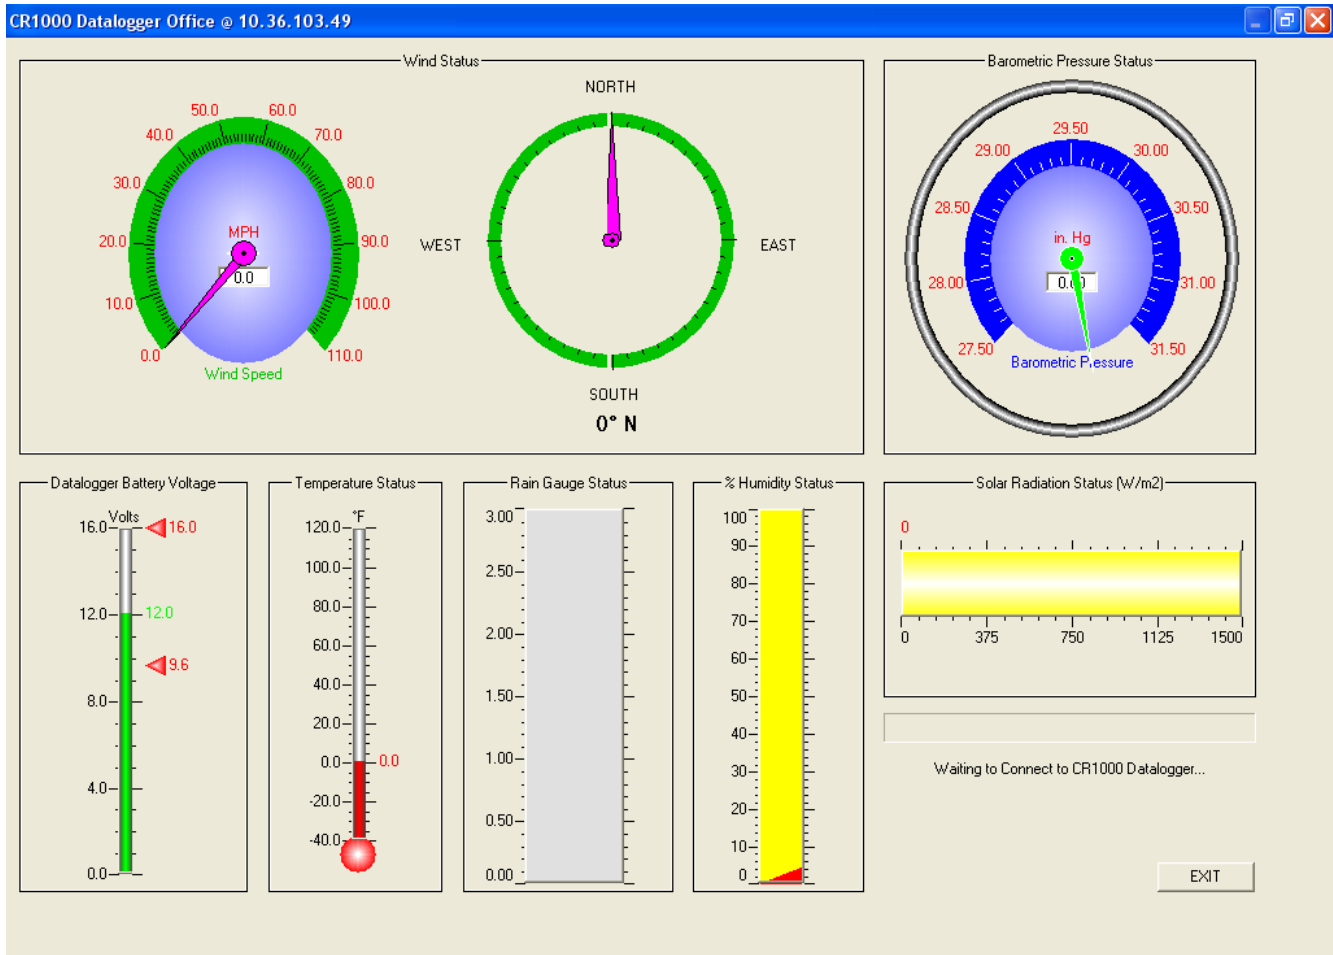 CR1000 Datalogger Office @ 10.36.103.49
Wind Status
0.0
10.0
20.0
30.0
40.0
50.0
60.0
70.0
80.0
90.0
100.0
110.0
MPH
0.0
Wind Speed
NORTH
WEST
EAST
SOUTH
0° N
Barometric Pressure Status
27.50
28.00
28.50
29.00
29.50
30.00
30.50
31.00
31.50
in. Hg
0.00
Barometric Pressure
Datalogger Battery Voltage
Volts
16.0
12.0
8.0
4.0
0.0
16.0
12.0
9.6
Temperature Status
°F
120.0
100.0
80.0
60.0
40.0
20.0
0.0
-20.0
-40.0
0.0
Rain Gauge Status
3.00
2.50
2.00
1.50
1.00
0.50
0.00
% Humidity Status
100
90
80
70
60
50
40
30
20
10
0
Solar Radiation Status (W/m2)
0
0 375 750 1125 1500
Waiting to Connect to CR1000 Datalogger...
EXIT